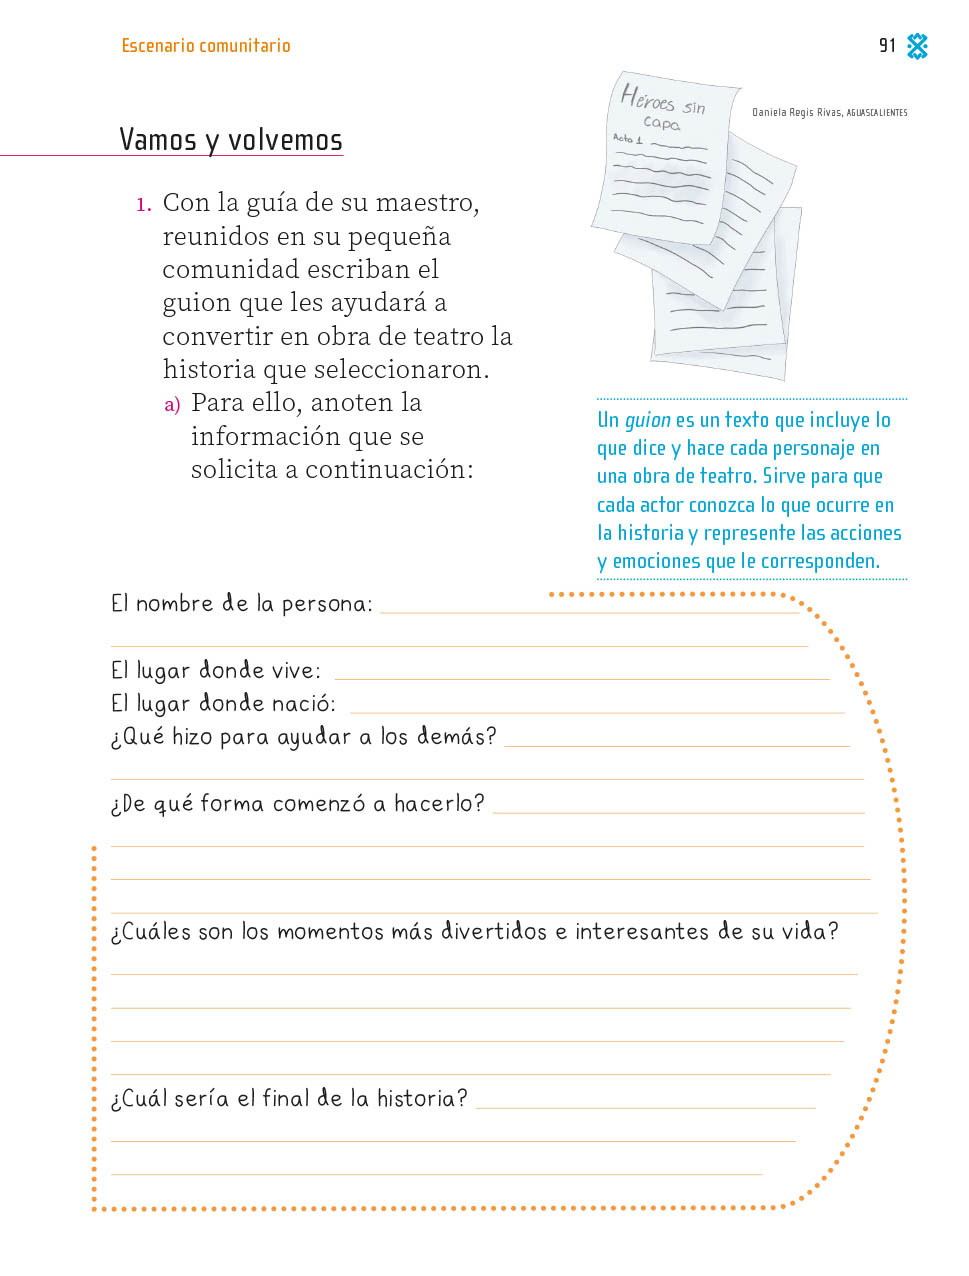 Escenario comunitario
91
Héroes sin
capa
Acto 1
Daniela Regis Rivas, AGUASCALIENTES
Vamos y volvemos
1. Con la guía de su maestro,
reunidos en su pequeña
comunidad escriban el
guion que les ayudará a
convertir en obra de teatro la
historia que seleccionaron.
a) Para ello, anoten la
información que se
solicita a continuación:
Un guion es un texto que incluye lo
que dice y hace cada personaje en
una obra de teatro. Sirve para que
cada actor conozca lo que ocurre en
la historia y represente las acciones
y emociones que le corresponden.
El nombre de la persona:
El lugar donde vive:
El lugar donde nació:
¿Qué hizo para ayudar a los demás?
¿De qué forma comenzó a hacerlo?
¿Cuáles son los momentos más divertidos e interesantes de su vida?
¿Cuál sería el final de la historia?